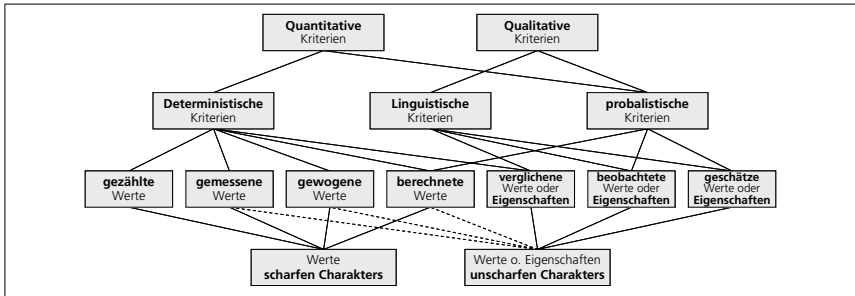 Quantitative
Kriterien
Qualitative
Kriterien
Deterministische
Kriterien
Linguistische
Kriterien
probalistische
Kriterien
gezählte
Werte
gemessene
Werte
gewogene
Werte
berechnete
Werte
verglichene
Werte oder
Eigenschaften
beobachtete
Werte oder
Eigenschaften
geschätze
Werte oder
Eigenschaften
Werte
scharfen Charakters
Werte o. Eigenschaften
unscharfen Charakters